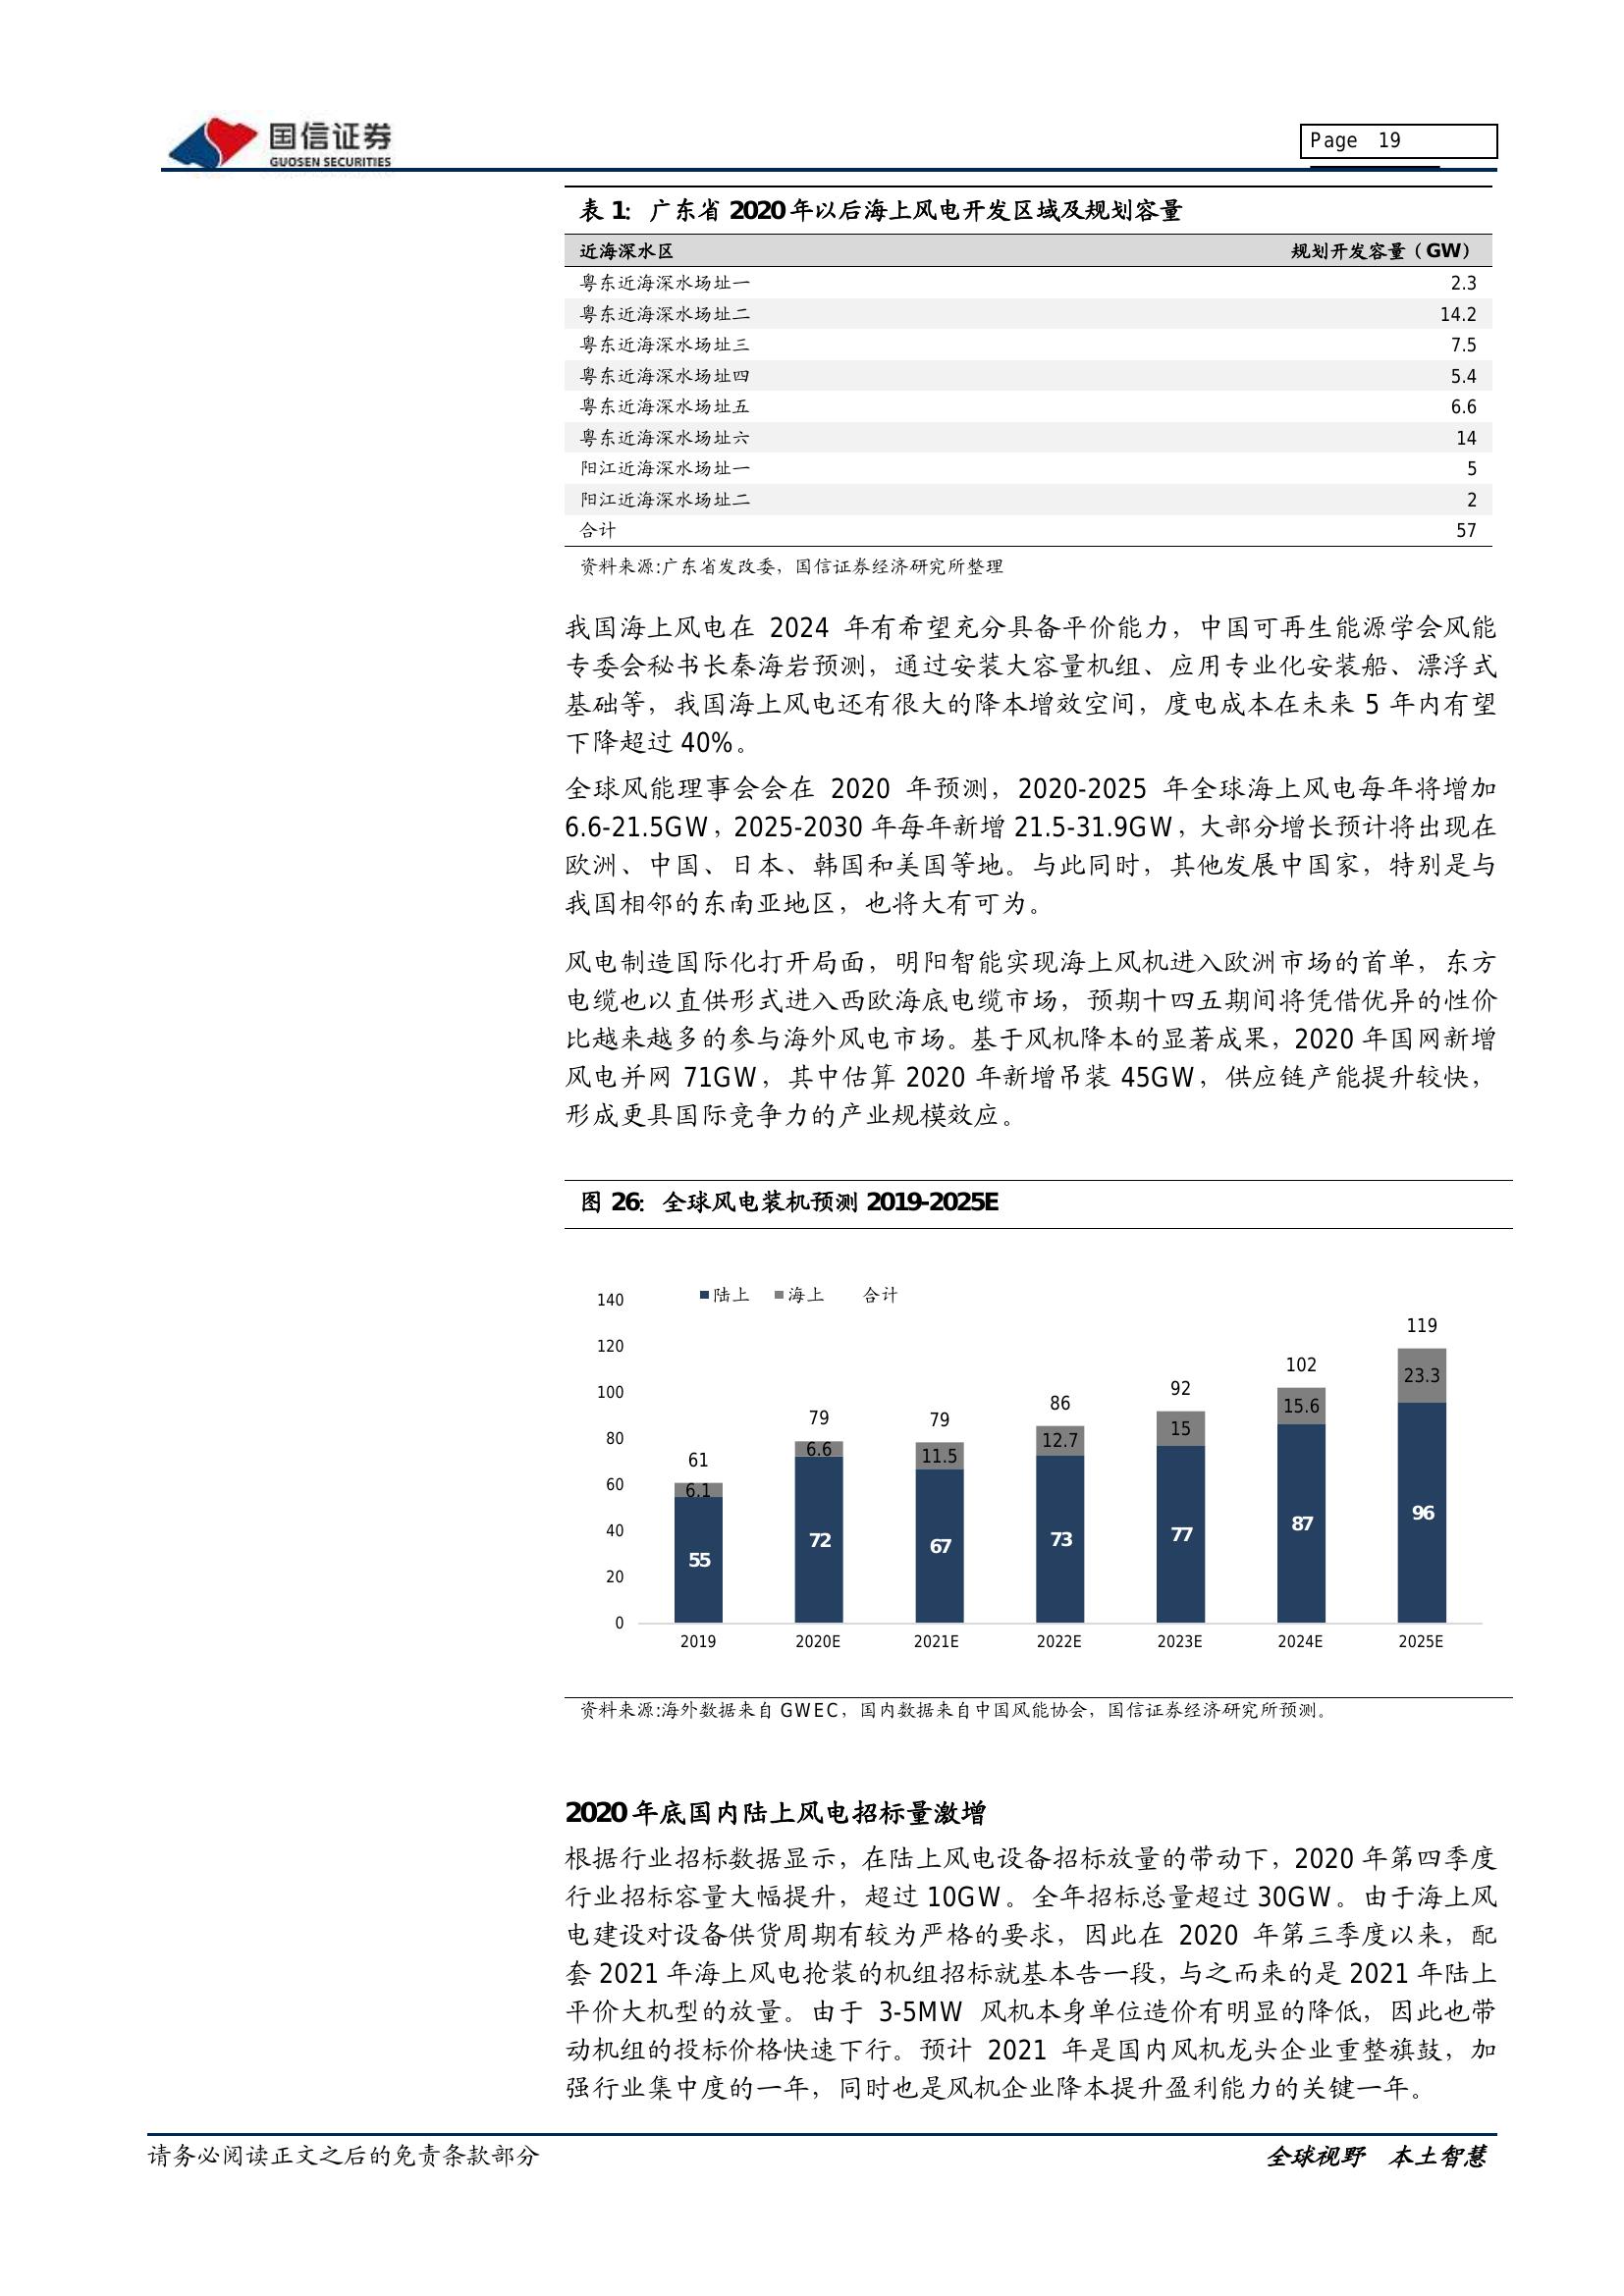 国信证券
GUOSEN SECURITIES
Page 19
表 1: 广东省 2020 年以后海上风电开发区域及规划容量
近海深水区 规划开发容量（GW）
粤东近海深水场址一 2.3
粤东近海深水场址二 14.2
粤东近海深水场址三 7.5
粤东近海深水场址四 5.4
粤东近海深水场址五 6.6
粤东近海深水场址六 14
阳江近海深水场址一 5
阳江近海深水场址二 2
合计 57
资料来源:广东省发改委，国信证券经济研究所整理
我国海上风电在 2024 年有希望充分具备平价能力，中国可再生能源学会风能
专委会秘书长秦海岩预测，通过安装大容量机组、应用专业化安装船、漂浮式
基础等，我国海上风电还有很大的降本增效空间，度电成本在未来 5 年内有望
下降超过 40%。
全球风能理事会会在 2020 年预测，2020-2025 年全球海上风电每年将增加
6.6-21.5GW，2025-2030 年每年新增 21.5-31.9GW，大部分增长预计将出现在
欧洲、中国、日本、韩国和美国等地。与此同时，其他发展中国家，特别是与
我国相邻的东南亚地区，也将大有可为。
风电制造国际化打开局面，明阳智能实现海上风机进入欧洲市场的首单，东方
电缆也以直供形式进入西欧海底电缆市场，预期十四五期间将凭借优异的性价
比越来越多的参与海外风电市场。基于风机降本的显著成果，2020 年国网新增
风电并网 71GW，其中估算 2020 年新增吊装 45GW，供应链产能提升较快，
形成更具国际竞争力的产业规模效应。
图 26: 全球风电装机预测 2019-2025E
陆上 海上 合计
140
120
100
80
60
40
20
0
61 79 79 86 92 102 119
6.1 6.6 11.5 12.7 15 15.6 23.3
55 72 67 73 77 87 96
2019 2020E 2021E 2022E 2023E 2024E 2025E
资料来源:海外数据来自 GWEC，国内数据来自中国风能协会，国信证券经济研究所预测。
2020 年底国内陆上风电招标量激增
根据行业招标数据显示，在陆上风电设备招标放量的带动下，2020 年第四季度
行业招标容量大幅提升，超过 10GW。全年招标总量超过 30GW。由于海上风
电建设对设备供货周期有较为严格的要求，因此在 2020 年第三季度以来，配
套 2021 年海上风电抢装的机组招标就基本告一段，与之而来的是 2021 年陆上
平价大机型的放量。由于 3-5MW 风机本身单位造价有明显的降低，因此也带
动机组的投标价格快速下行。预计 2021 年是国内风机龙头企业重整旗鼓，加
强行业集中度的一年，同时也是风机企业降本提升盈利能力的关键一年。
请务必阅读正文之后的免责条款部分 全球视野 本土智慧